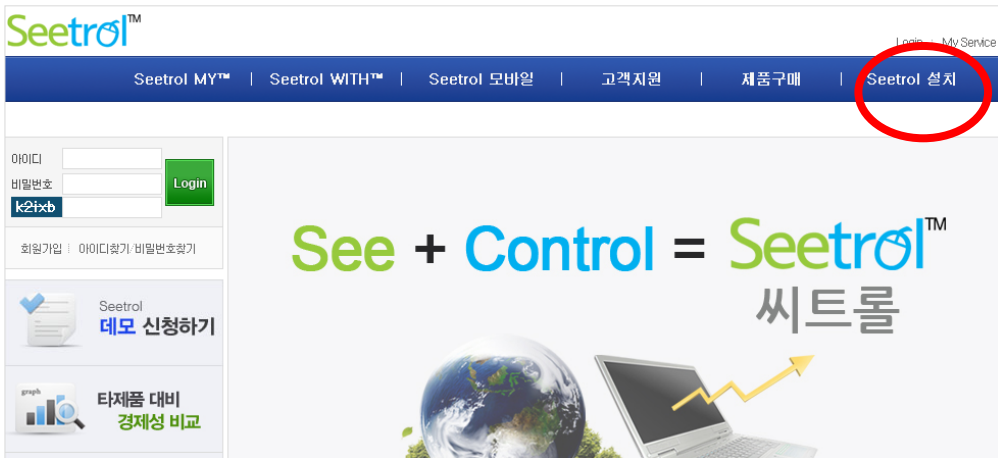 Seetrol™
Login My Service
Seetrol MY™ | Seetrol WITH™ | Seetrol 모바일 | 고객지원 | 제품구매 | Seetrol 설치
아이디
비밀번호
Login
k2ixb
회원가입 | 아이디찾기/비밀번호찾기
See + Control = Seetrol™
씨트롤
Seetrol
데모 신청하기
graph
타제품 대비
경제성 비교